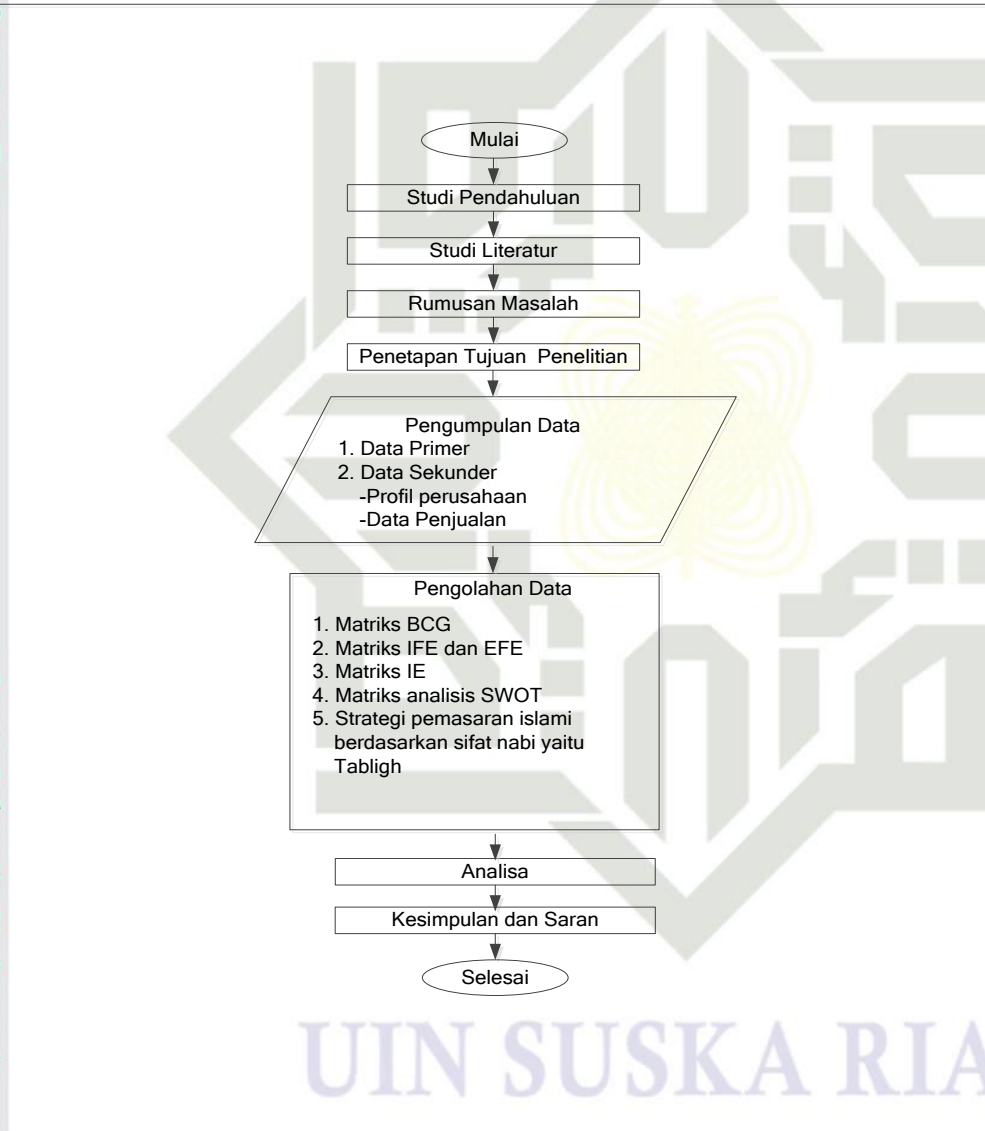 Mulai
Studi Pendahuluan
Studi Literatur
Rumusan Masalah
Penetapan Tujuan Penelitian
Pengumpulan Data
1. Data Primer
2. Data Sekunder
-Profil perusahaan
-Data Penjualan
Pengolahan Data
1. Matriks BCG
2. Matriks IFE dan EFE
3. Matriks IE
4. Matriks analisis SWOT
5. Strategi pemasaran islami
berdasarkan sifat nabi yaitu
Tabligh
Analisa
Kesimpulan dan Saran
Selesai
UIN SUSKA RIA